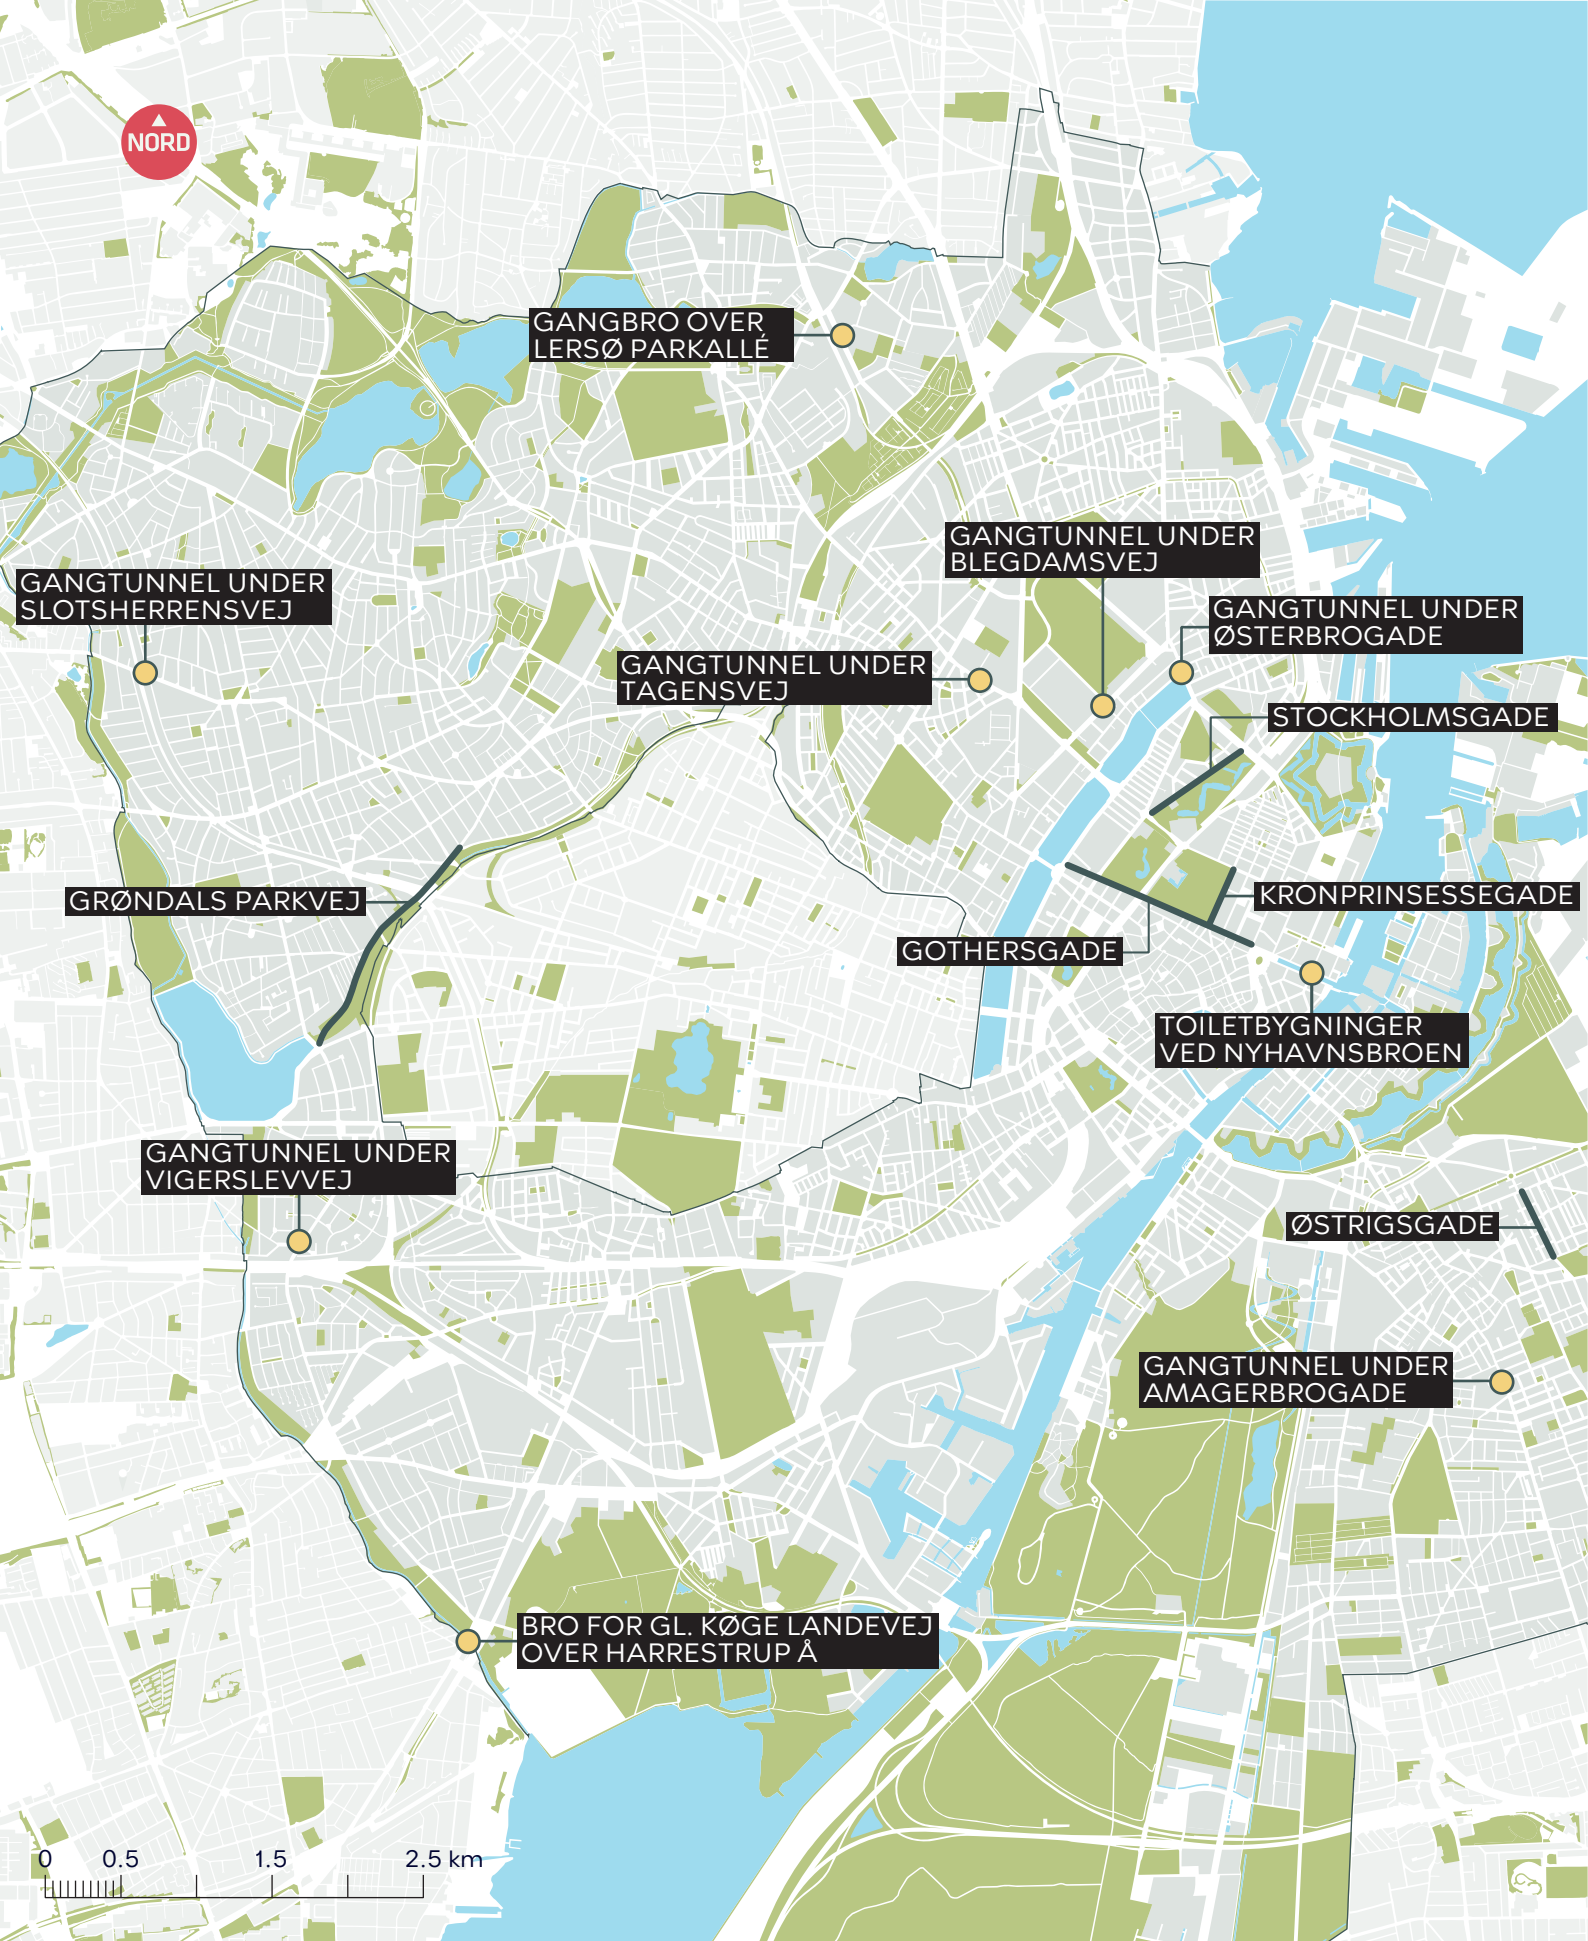 NORD
GANGBRO OVER
LERSØ PARKALLÉ
GANGTUNNEL UNDER
BLEGDAMSVEJ
GANGTUNNEL UNDER
SLOTSHERRENSVEJ
GANGTUNNEL UNDER
ØSTERBROGADE
GANGTUNNEL UNDER
TAGENSVEJ
STOCKHOLMSGADE
GRØNDALS PARKVEJ
KRONPRINSESSEGADE
GOTHERSGADE
TOILETBYGNINGER
VED NYHAVNSBROEN
GANGTUNNEL UNDER
VIGERSLEVVEJ
ØSTRIGSGADE
GANGTUNNEL UNDER
AMAGERBROGADE
BRO FOR GL. KØGE LANDEVEJ
OVER HARRESTRUP Å
0 0.5 1.5 2.5 km